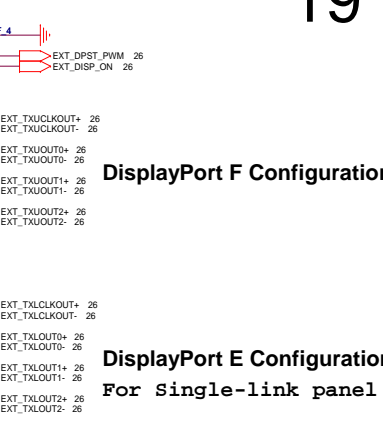 19
EXT_DPST_PWM 26
EXT_DISP_ON 26
EXT_TXUCLKOUT+ 26
EXT_TXUCLKOUT- 26
EXT_TXUOUT0+ 26
EXT_TXUOUT0- 26
EXT_TXUOUT1+ 26
EXT_TXUOUT1- 26
DisplayPort F Configuration
EXT_TXUOUT2+ 26
EXT_TXUOUT2- 26
EXT_TXLCLKOUT+ 26
EXT_TXLCLKOUT- 26
EXT_TXLOUT0+ 26
EXT_TXLOUT0- 26
EXT_TXLOUT1+ 26
EXT_TXLOUT1- 26
DisplayPort E Configuration
For Single-link panel
EXT_TXLOUT2+ 26
EXT_TXLOUT2- 26